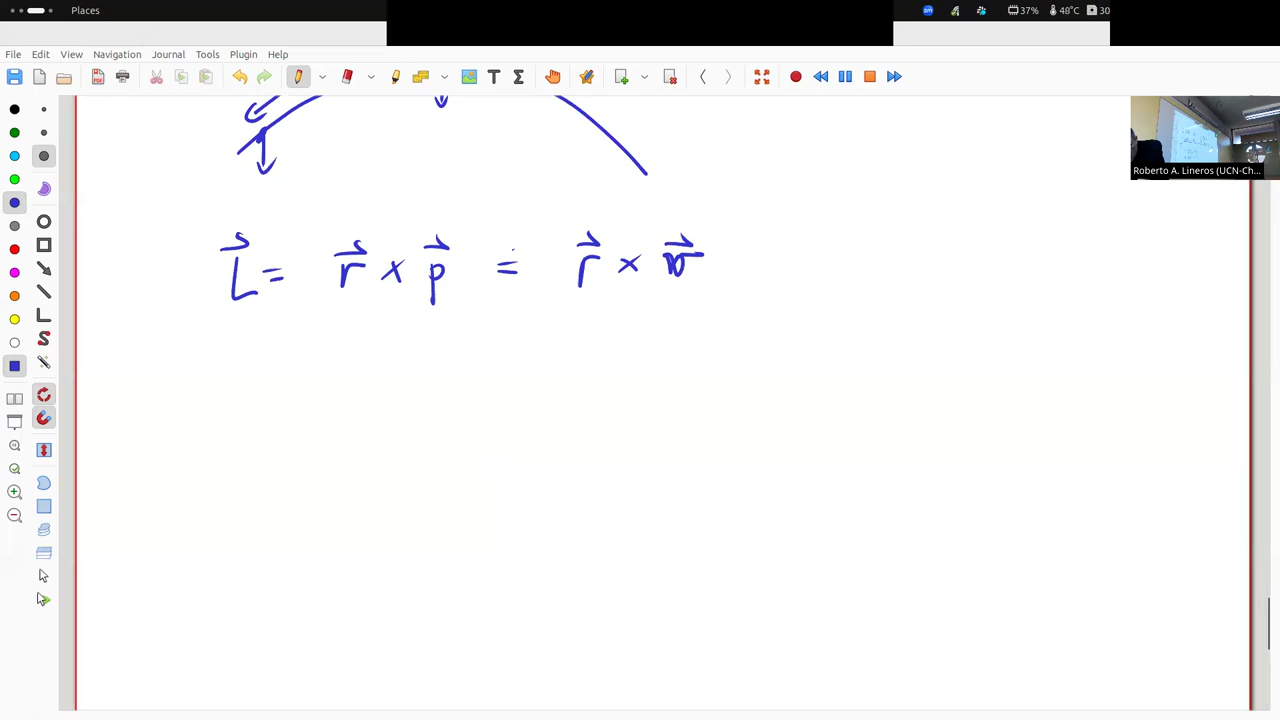 Places 37% 48°C 30
File Edit View Navigation Journal Tools Plugin Help
Roberto A. Lineros (UCN-Ch...
L⃗ = r⃗ × p⃗ = r⃗ × v⃗